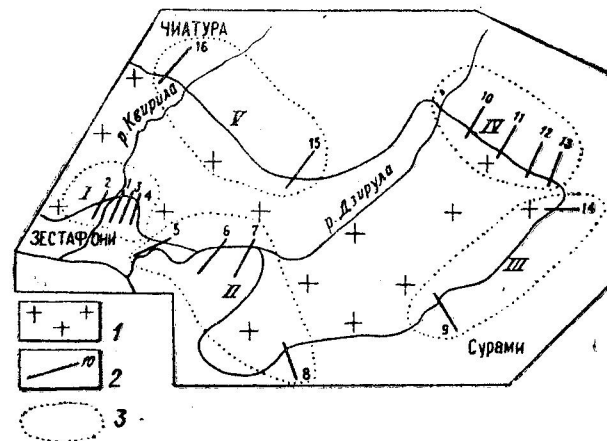 ЧИАТУРА
16
р. Квирила
V
15
10
IV
11
12
13
I
2
1
3
4
ЗЕСТАФОНИ
р. Дзирула
14
5
6
7
II
III
9
8
Сурами
1
10
2
3